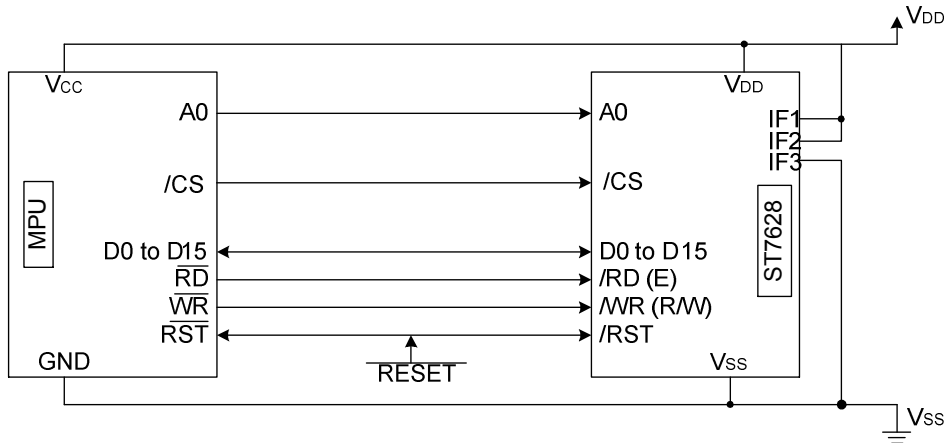 VDD
VCC
VDD
A0
A0
IF1
IF2
IF3
/CS
/CS
MPU
ST7628
D0 to D15
D0 to D15
RD
/RD (E)
WR
/WR (R/W)
RST
/RST
GND
RESET
VSS
VSS